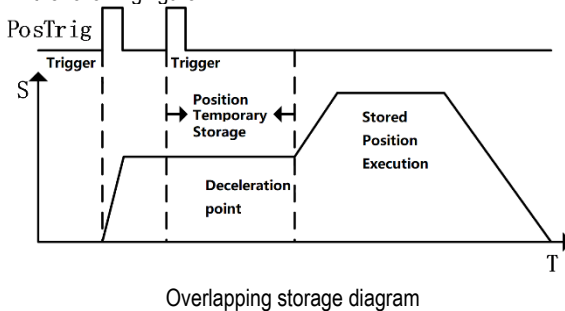 PosTrig
Trigger
Trigger
S
Position
Temporary
Storage
Stored
Position
Execution
Deceleration
point
T
Overlapping storage diagram